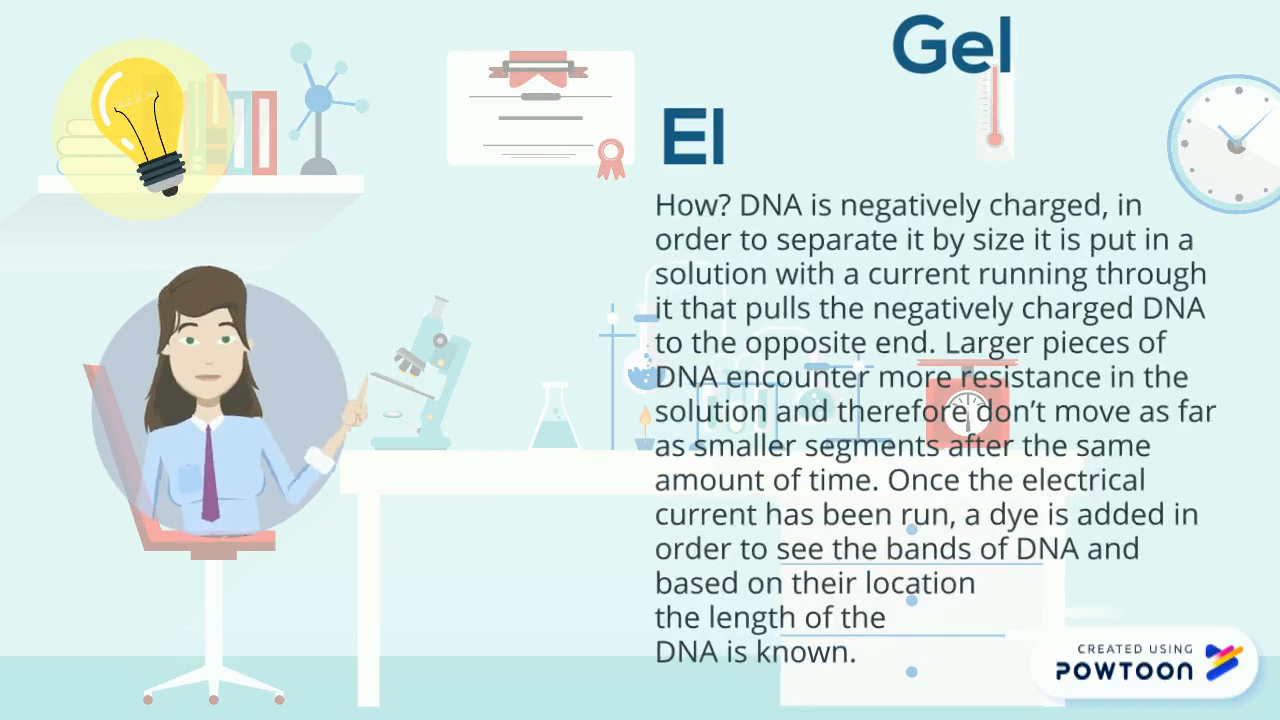 Gel
El
How? DNA is negatively charged, in
order to separate it by size it is put in a
solution with a current running through
it that pulls the negatively charged DNA
to the opposite end. Larger pieces of
DNA encounter more resistance in the
solution and therefore don’t move as far
as smaller segments after the same
amount of time. Once the electrical
current has been run, a dye is added in
order to see the bands of DNA and
based on their location
the length of the
DNA is known.
CREATED USING
POWTOON